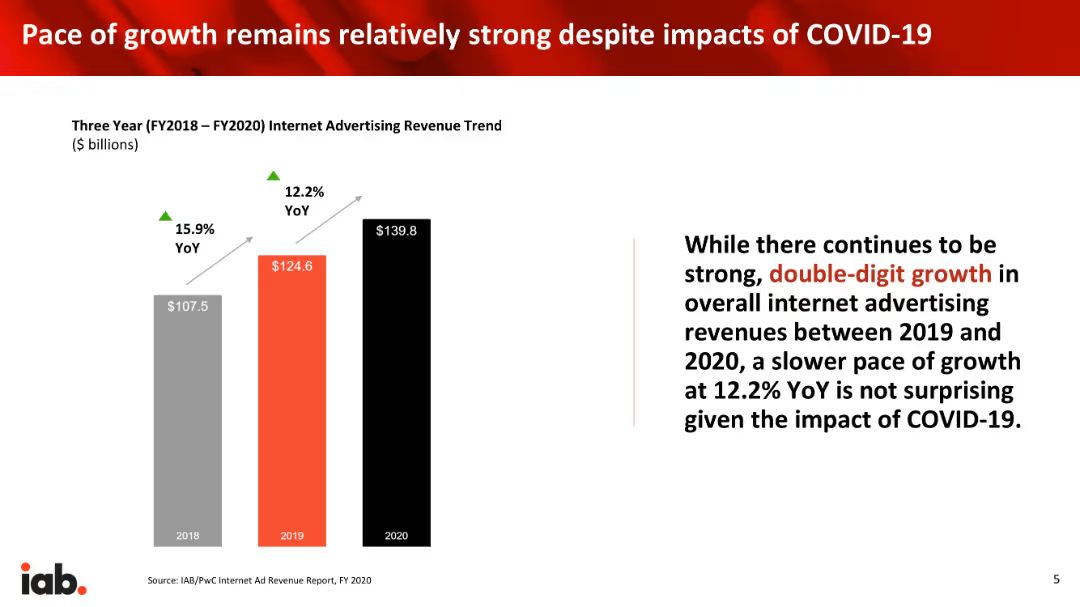 Pace of growth remains relatively strong despite impacts of COVID-19
Three Year (FY2018 – FY2020) Internet Advertising Revenue Trend
($ billions)
15.9%
YoY
12.2%
YoY
$107.5
$124.6
$139.8
2018
2019
2020
While there continues to be
strong, double-digit growth in
overall internet advertising
revenues between 2019 and
2020, a slower pace of growth
at 12.2% YoY is not surprising
given the impact of COVID-19.
iab.
Source: IAB/PwC Internet Ad Revenue Report, FY 2020
5